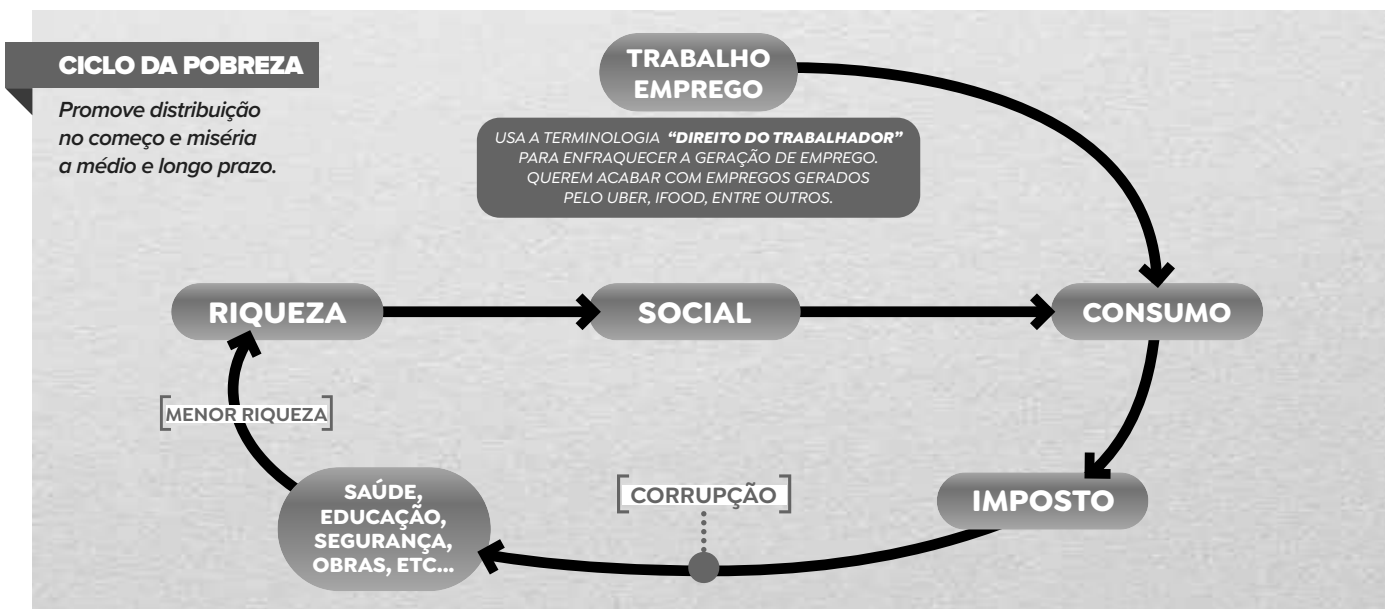 CICLO DA POBREZA
Promove distribuição
no começo e miséria
a médio e longo prazo.
TRABALHO
EMPREGO
USA A TERMINOLOGIA "DIREITO DO TRABALHADOR"
PARA ENFRAQUECER A GERAÇÃO DE EMPREGO.
QUEREM ACABAR COM EMPREGOS GERADOS
PELO UBER, IFOOD, ENTRE OUTROS.
RIQUEZA
SOCIAL
CONSUMO
[MENOR RIQUEZA]
SAÚDE,
EDUCAÇÃO,
SEGURANÇA,
OBRAS, ETC...
[CORRUPÇÃO]
IMPOSTO